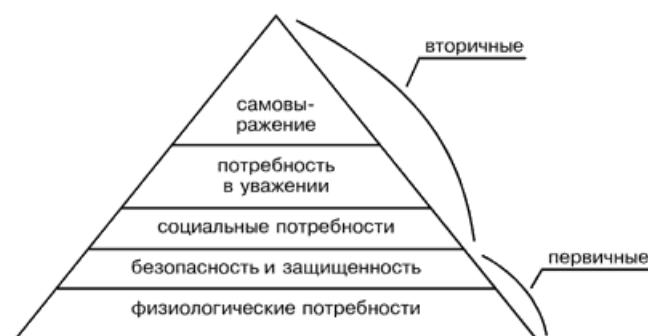 вторичные
самовы-
ражение
потребность
в уважении
социальные потребности
первичные
безопасность и защищенность
физиологические потребности